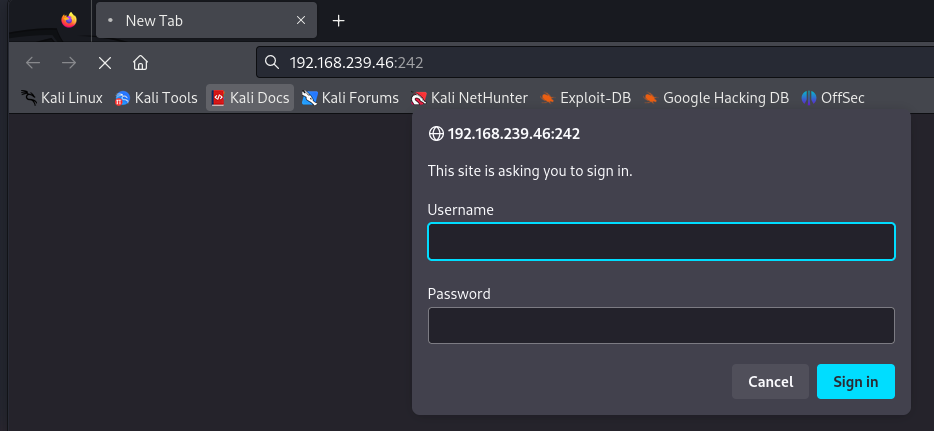 New Tab
192.168.239.46:242
Kali Linux Kali Tools Kali Docs Kali Forums Kali NetHunter Exploit-DB Google Hacking DB OffSec
192.168.239.46:242
This site is asking you to sign in.
Username
Password
Cancel Sign in